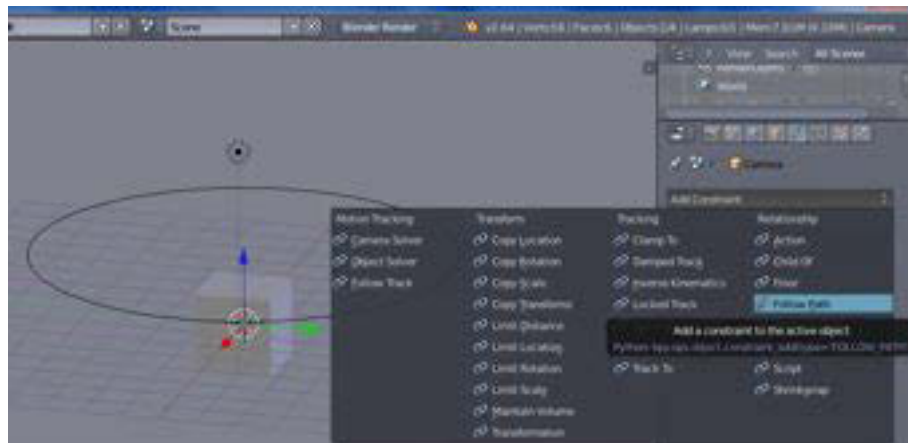 Scene
Blender Render
View Search All Scenes
World
Camera
Add Constraint
Motion Tracking
Camera Solver
Object Solver
Follow Track
Transform
Copy Location
Copy Rotation
Copy Scale
Copy Transforms
Limit Distance
Limit Location
Limit Rotation
Limit Scale
Maintain Volume
Transformation
Tracking
Clamp To
Damped Track
Inverse Kinematics
Locked Track
Track To
Relationship
Action
Child Of
Floor
Follow Path
Script
Shrinkwrap
Add a constraint to the active object